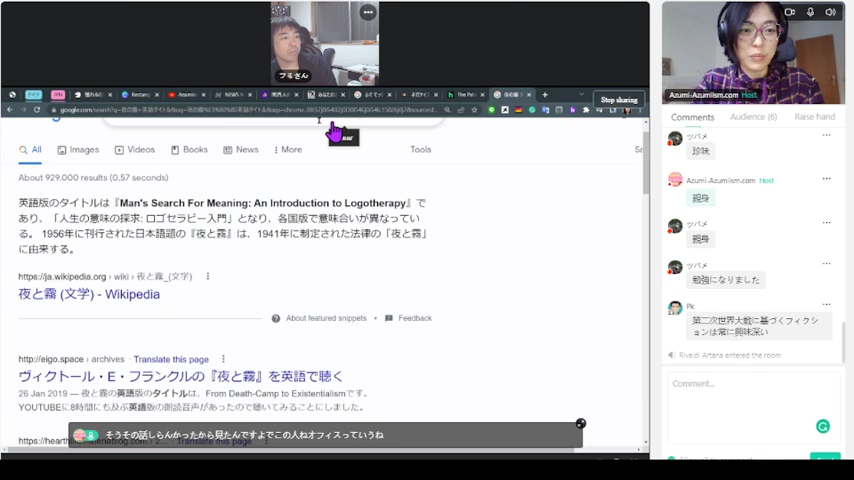 フるざん
Stop sharing
Azumi-Azumiism.com Host
Comments
Audience (6)
Raise hand
All
Images
Videos
Books
News
More
Tools
About 929.000 results (0,57 seconds)
英語版のタイトルは『Man's Search For Meaning: An Introduction to Logotherapy』で
あり、「人生の意味の探求: ロゴセラピー入門」となり、各国版で意味合いが異なってい
る。 1956年に刊行された日本語題の『夜と霧』は、1941年に制定された法律の「夜と霧」
に由来する。
https://ja.wikipedia.org › wiki › 夜と霧_(文学)
夜と霧 (文学) - Wikipedia
About featured snippets
Feedback
http://eigo.space › archives
Translate this page
ヴィクトール・E・フランクルの『夜と霧』を英語で聴く
26 Jan 2019 — 夜と霧の英語版のタイトルは、From Death-Camp to Existentialismです。
YOUTUBEに8時間にも及ぶ英語版の朗読音声があったので聴いてみることにしました。
そうその話しらんかったから見たんですよでこの人ねオフィスっていうね
ツバメ
珍味
Azumi-Azumiism.com Host
親身
ツバメ
親身
ツバメ
勉強になりました
Pk
第二次世界大戦に基づくフィクシ
ョンは常に興味深い
Rivaldi Artana entered the room
Comment...